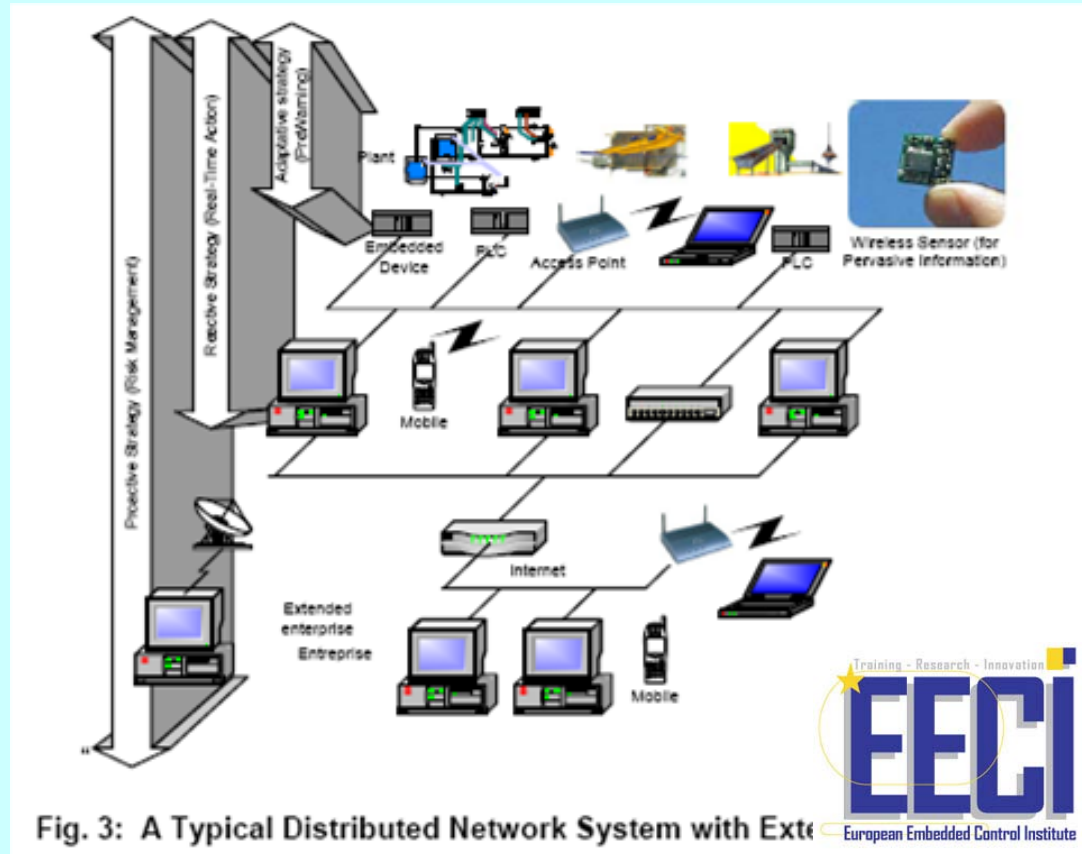 Proactive Strategy (Risk Management)
Reactive Strategy (Real-Time Action)
Adaptative strategy
(PreWarning)
Plant
Embedded
Device
PLC
Access Point
PLC
Wireless Sensor (for
Pervasive Information)
Mobile
Internet
Extended
enterprise
Entreprise
Mobile
"
Training - Research - Innovation
EECI
European Embedded Control Institute
Fig. 3: A Typical Distributed Network System with Exte